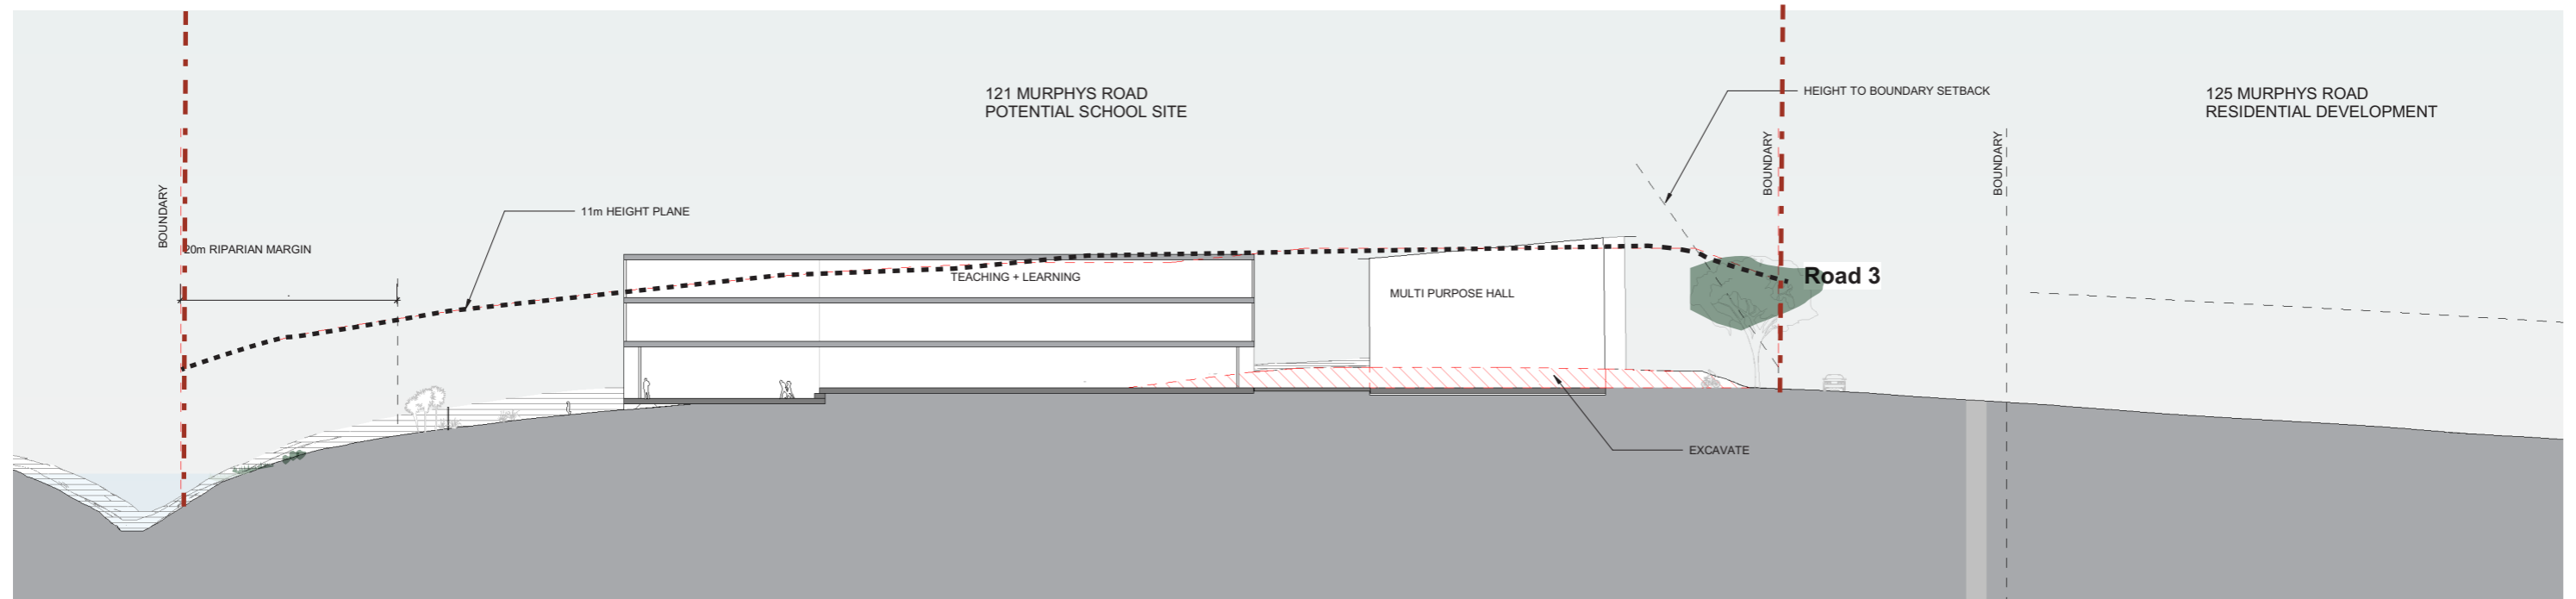 121 MURPHYS ROAD
POTENTIAL SCHOOL SITE
HEIGHT TO BOUNDARY SETBACK
125 MURPHYS ROAD
RESIDENTIAL DEVELOPMENT
BOUNDARY
BOUNDARY
BOUNDARY
11m HEIGHT PLANE
20m RIPARIAN MARGIN
TEACHING + LEARNING
MULTI PURPOSE HALL
Road 3
EXCAVATE